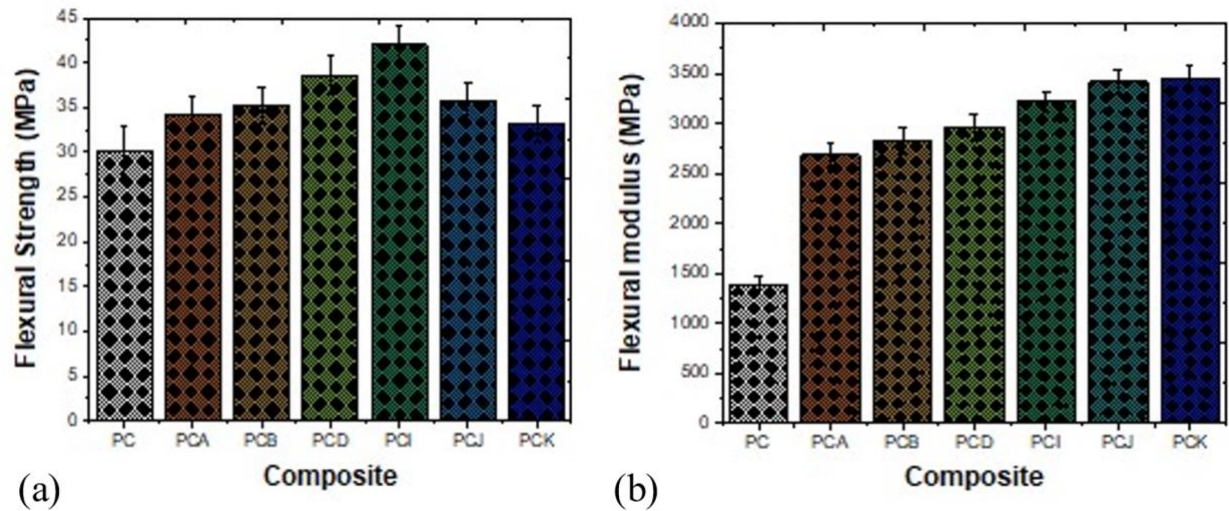 Flexural Strength (MPa)
45
40
35
30
25
20
15
10
5
0
PC PCA PCB PCD PCI PCJ PCK
Composite
(a)
Flexural modulus (MPa)
4000
3500
3000
2500
2000
1500
1000
500
0
PC PCA PCB PCD PCI PCJ PCK
Composite
(b)